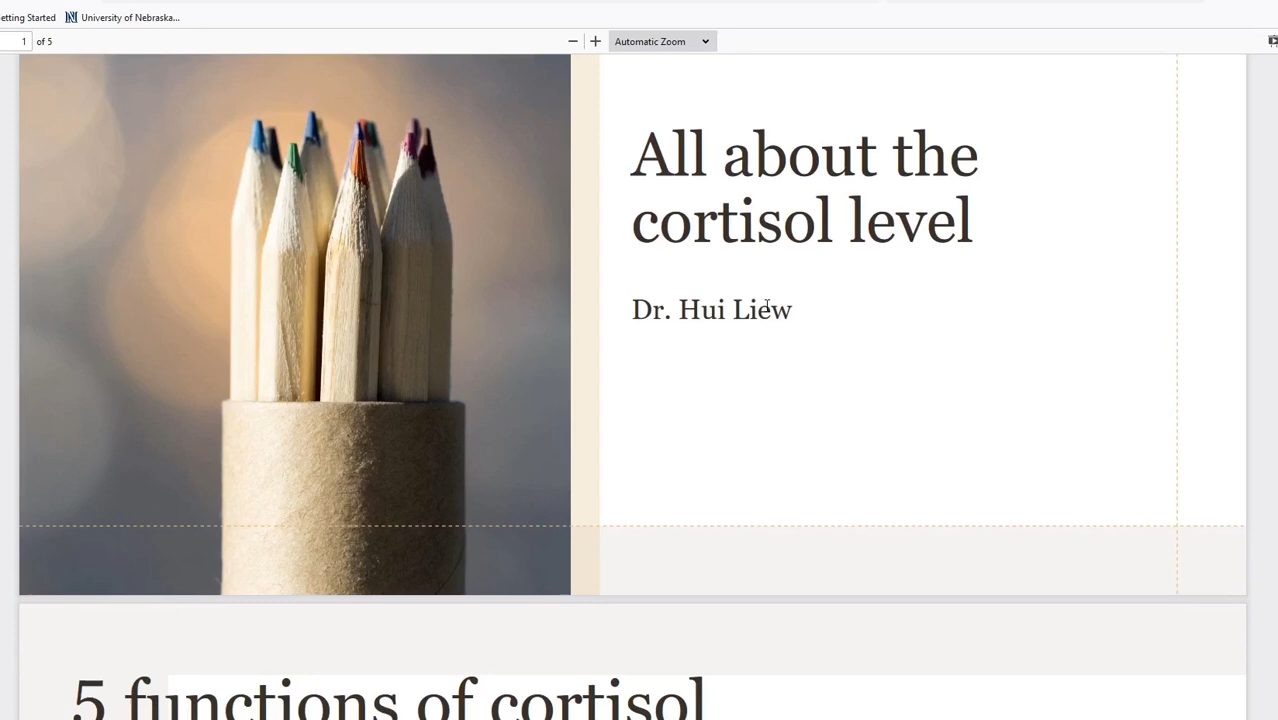 etting Started University of Nebraska...
1 of 5 Automatic Zoom
All about the
cortisol level
Dr. Hui Liew
5 functions of cortisol